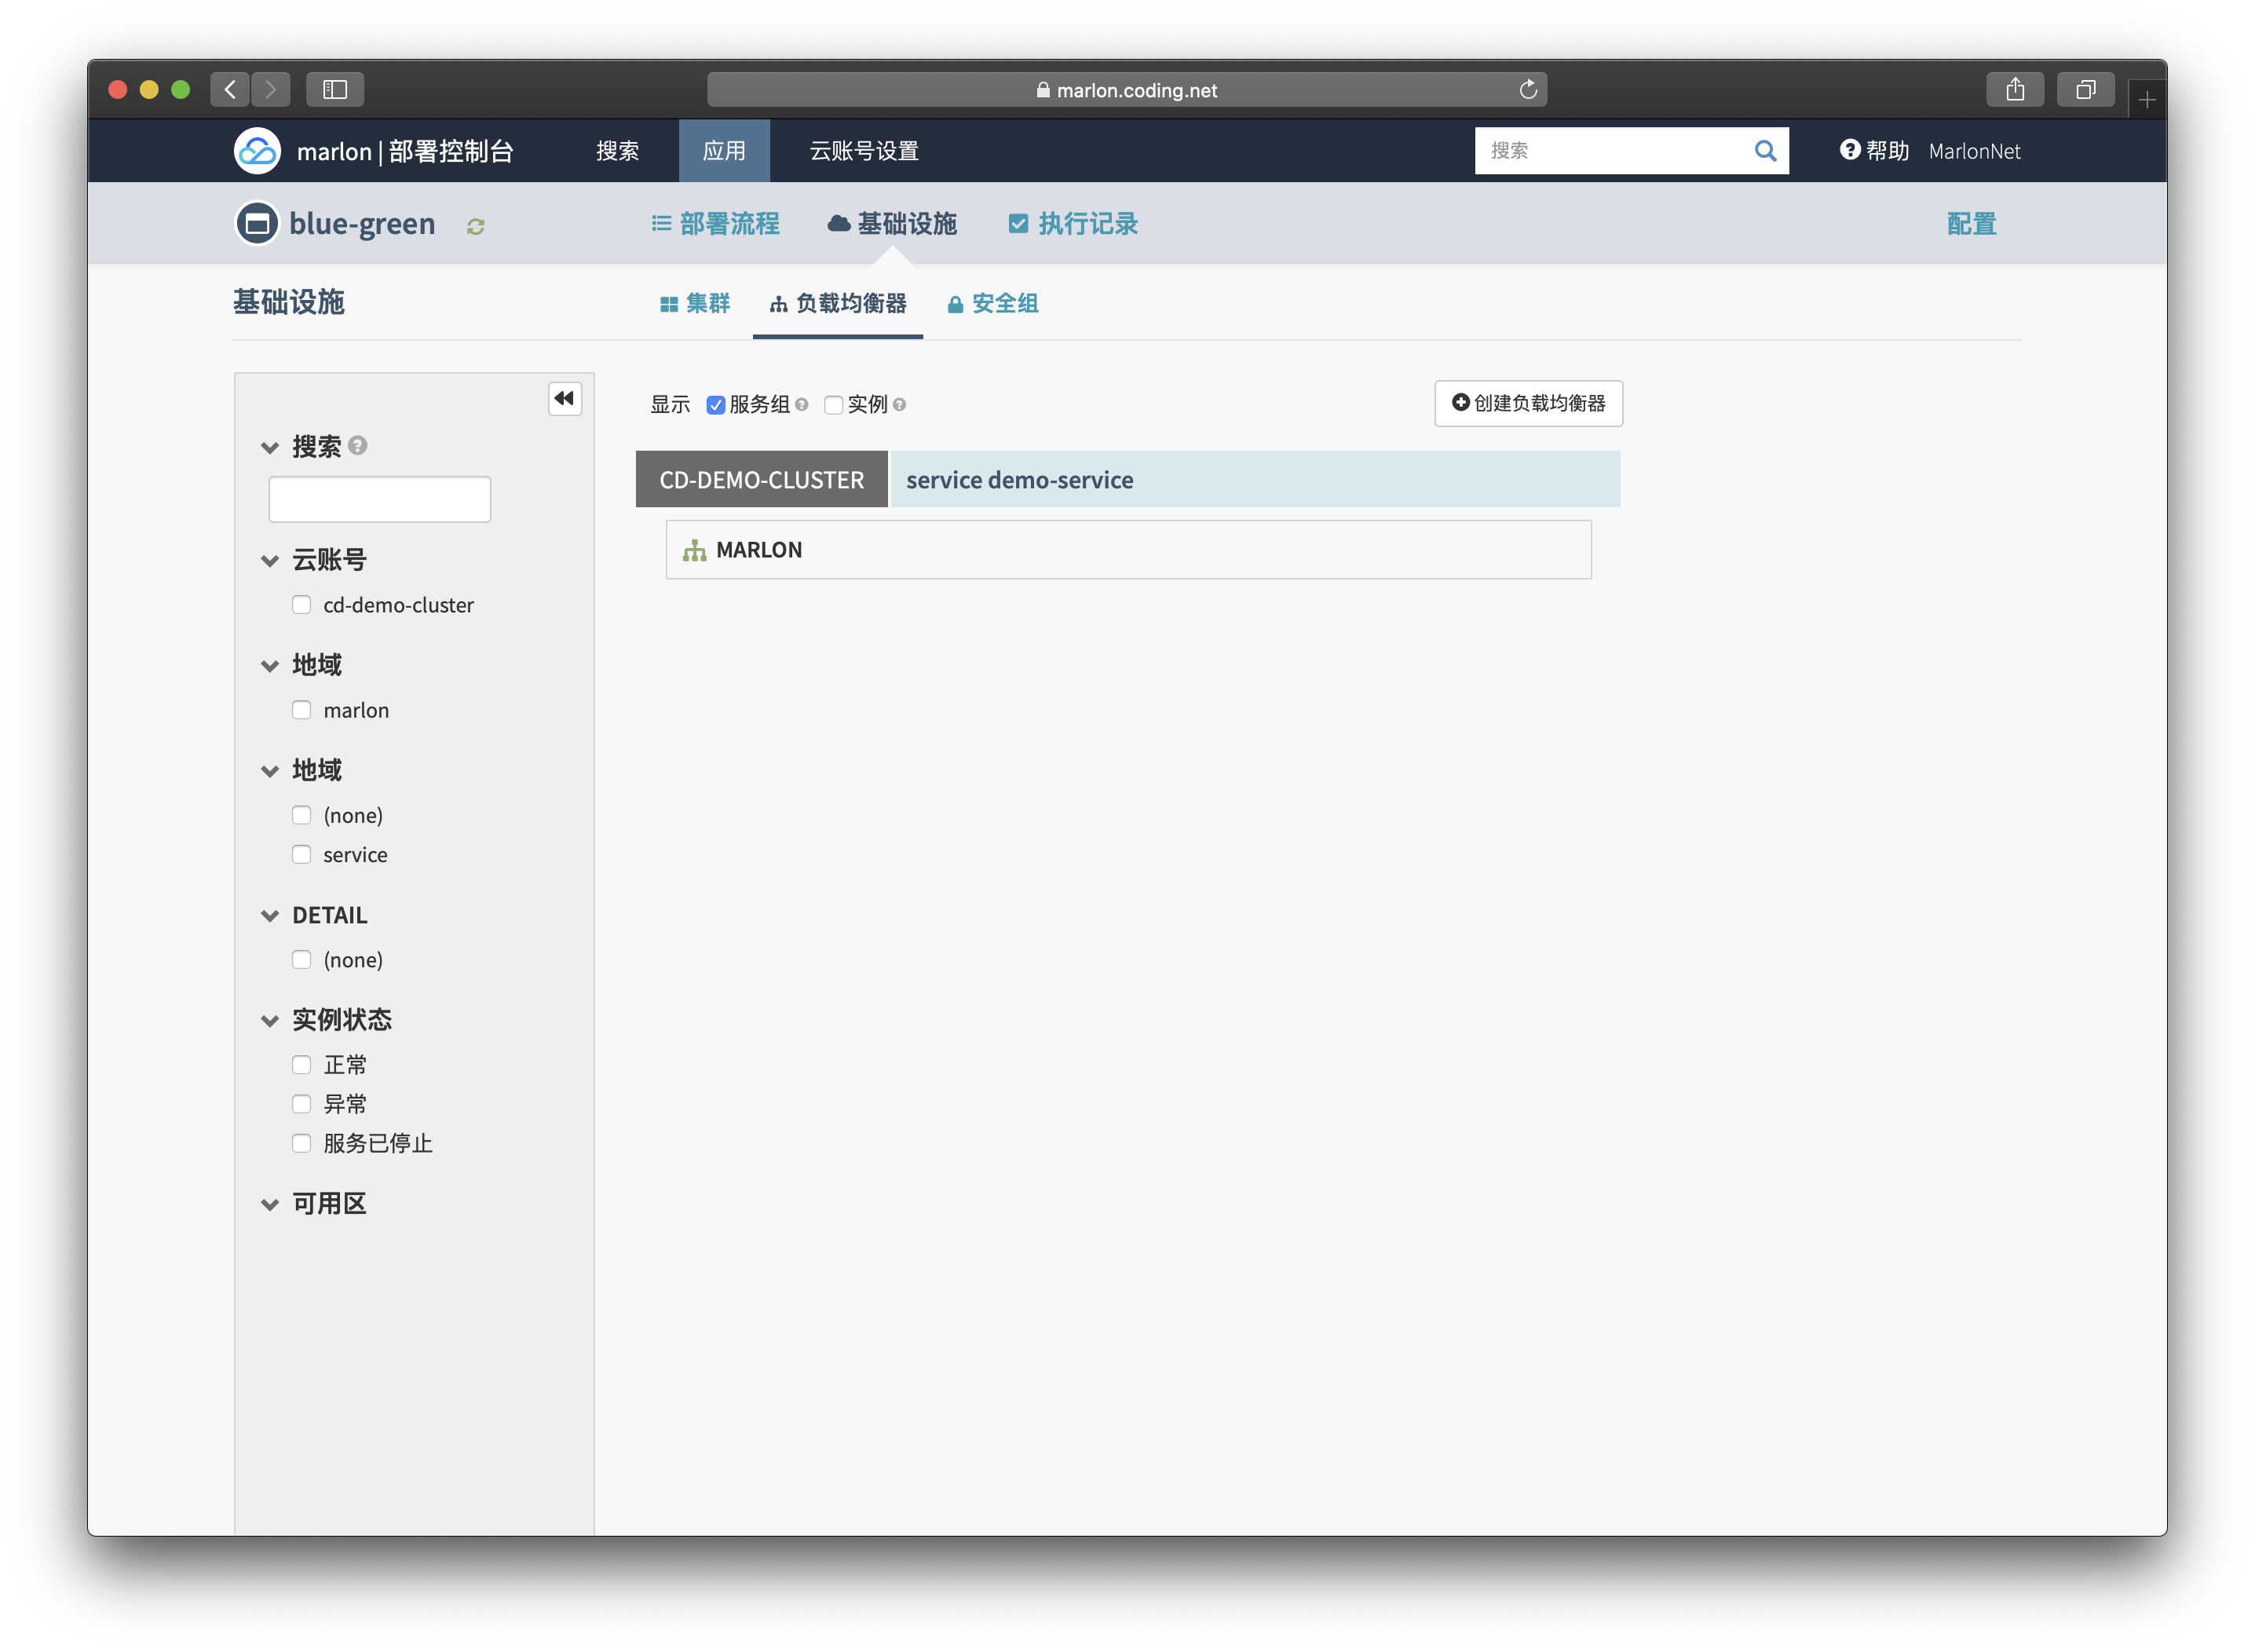 marlon.coding.net
marlon | 部署控制台 搜索 应用 云账号设置 搜索 帮助 MarlonNet
blue-green 部署流程 基础设施 执行记录 配置
基础设施 集群 负载均衡器 安全组
显示 服务组 实例 创建负载均衡器
搜索
云账号
cd-demo-cluster
地域
marlon
地域
(none)
service
DETAIL
(none)
实例状态
正常
异常
服务已停止
可用区
CD-DEMO-CLUSTER service demo-service
MARLON